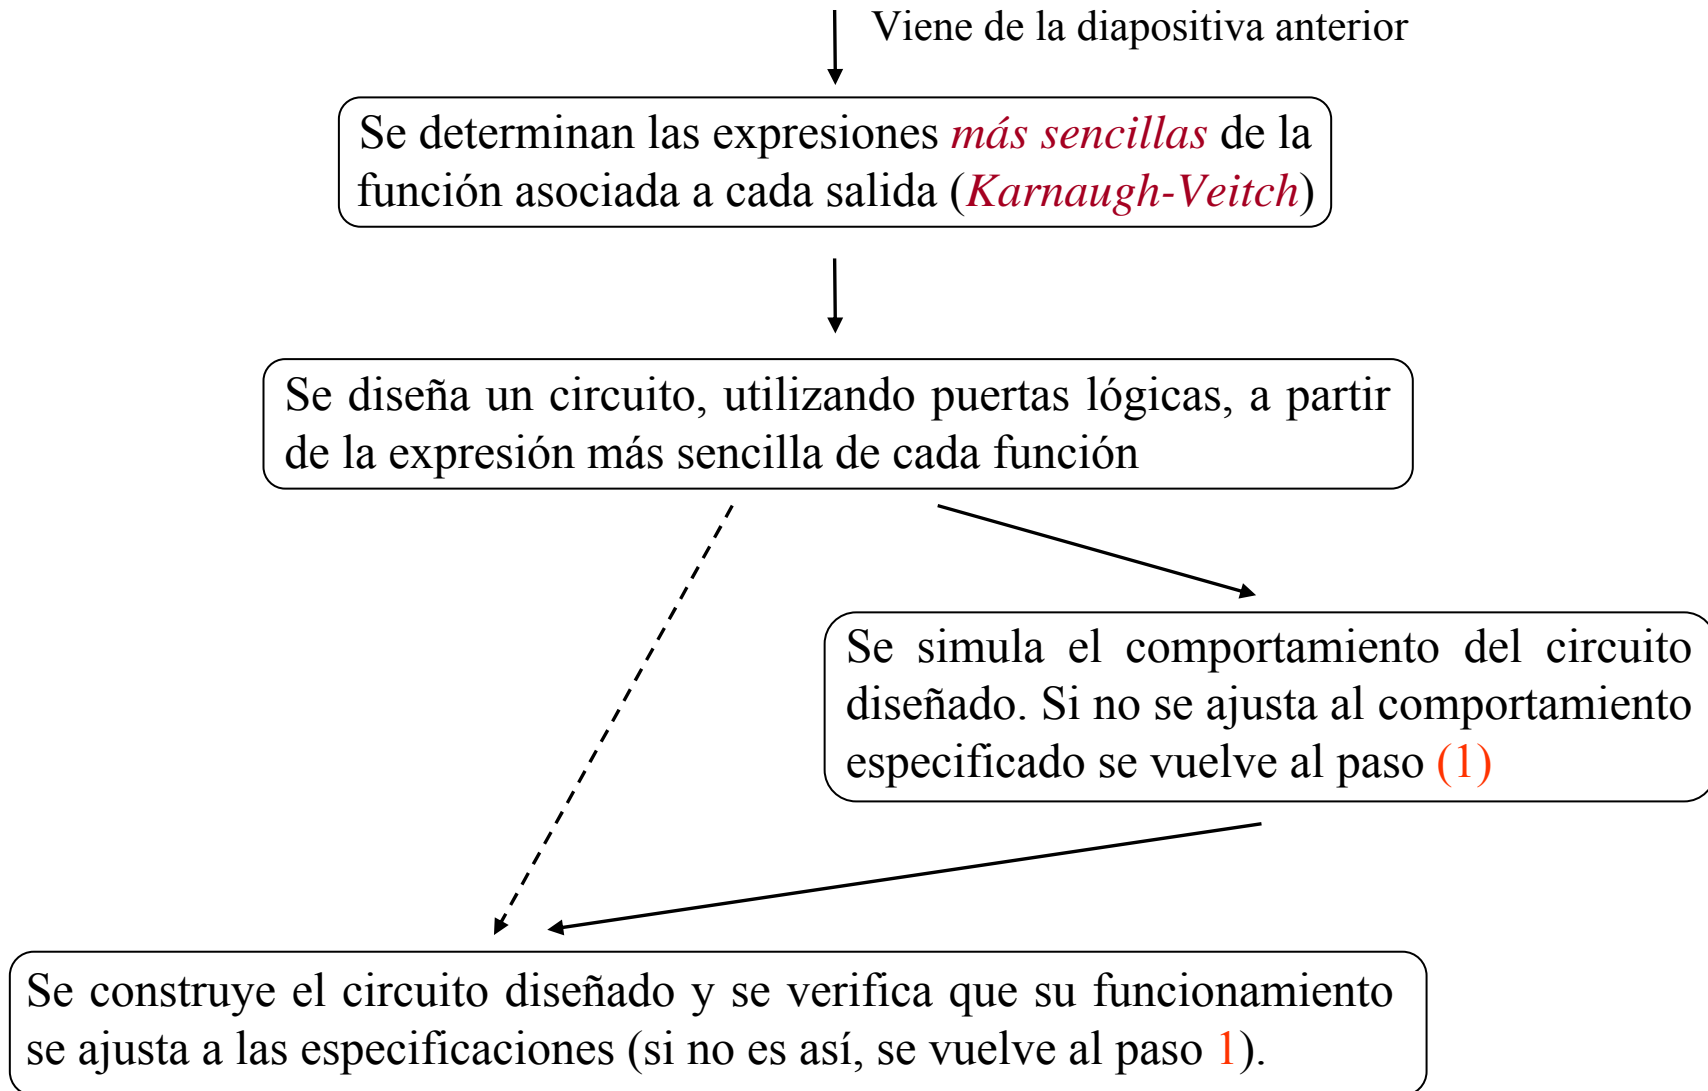 Viene de la diapositiva anterior
Se determinan las expresiones más sencillas de la
función asociada a cada salida (Karnaugh-Veitch)
Se diseña un circuito, utilizando puertas lógicas, a partir
de la expresión más sencilla de cada función
Se simula el comportamiento del circuito
diseñado. Si no se ajusta al comportamiento
especificado se vuelve al paso (1)
Se construye el circuito diseñado y se verifica que su funcionamiento
se ajusta a las especificaciones (si no es así, se vuelve al paso 1).